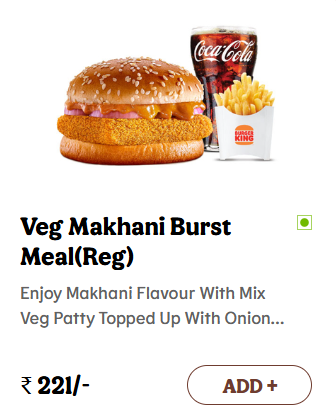 Coca-Cola
BURGER
KING
Veg Makhani Burst
Meal(Reg)
Enjoy Makhani Flavour With Mix
Veg Patty Topped Up With Onion...
₹ 221/-
ADD +